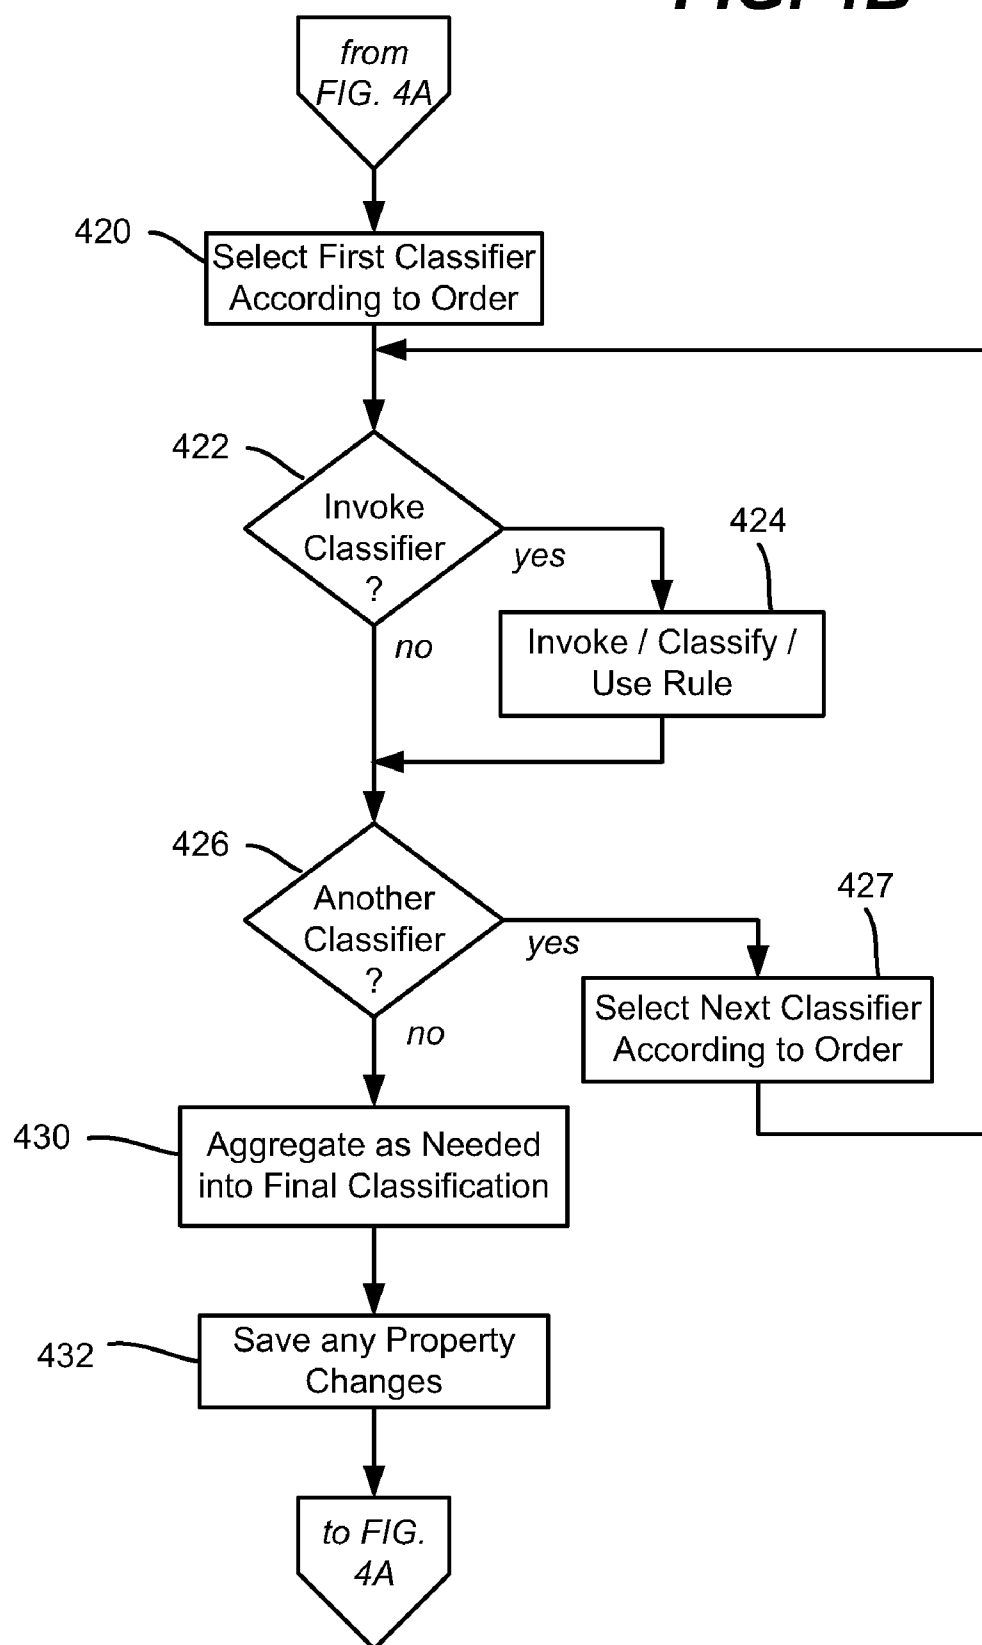 from
FIG. 4A
420
Select First Classifier
According to Order
422
Invoke
Classifier
?
yes
no
424
Invoke / Classify /
Use Rule
426
Another
Classifier
?
yes
no
427
Select Next Classifier
According to Order
430
Aggregate as Needed
into Final Classification
432
Save any Property
Changes
to FIG.
4A